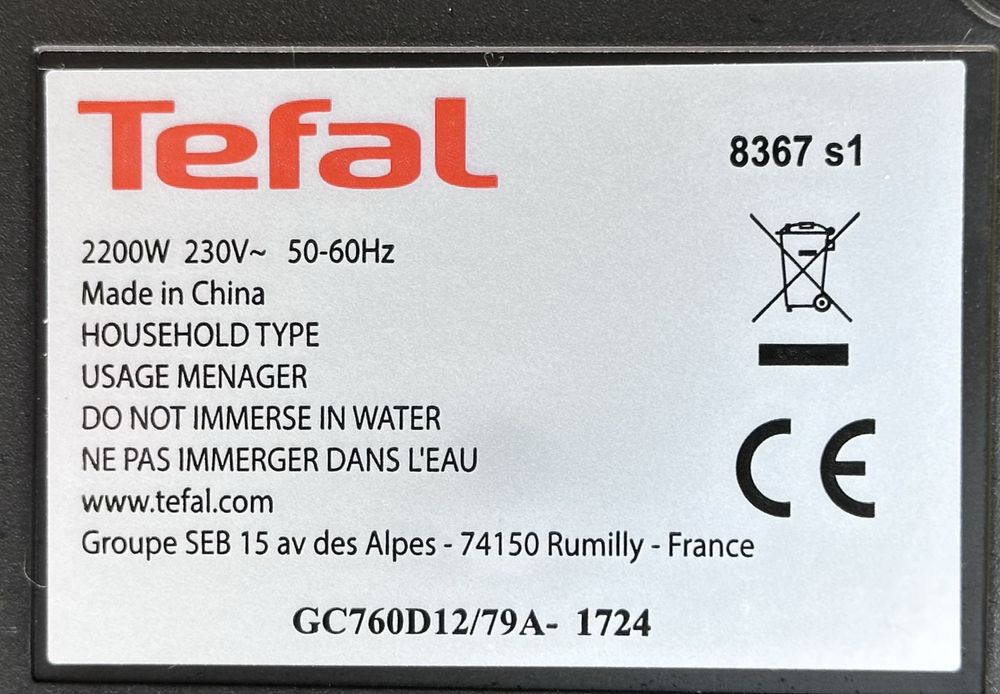 Tefal
8367 s1
2200W 230V~ 50-60Hz
Made in China
HOUSEHOLD TYPE
USAGE MENAGER
DO NOT IMMERSE IN WATER
NE PAS IMMERGER DANS L'EAU
www.tefal.com
Groupe SEB 15 av des Alpes - 74150 Rumilly - France
CE
GC760D12/79A- 1724